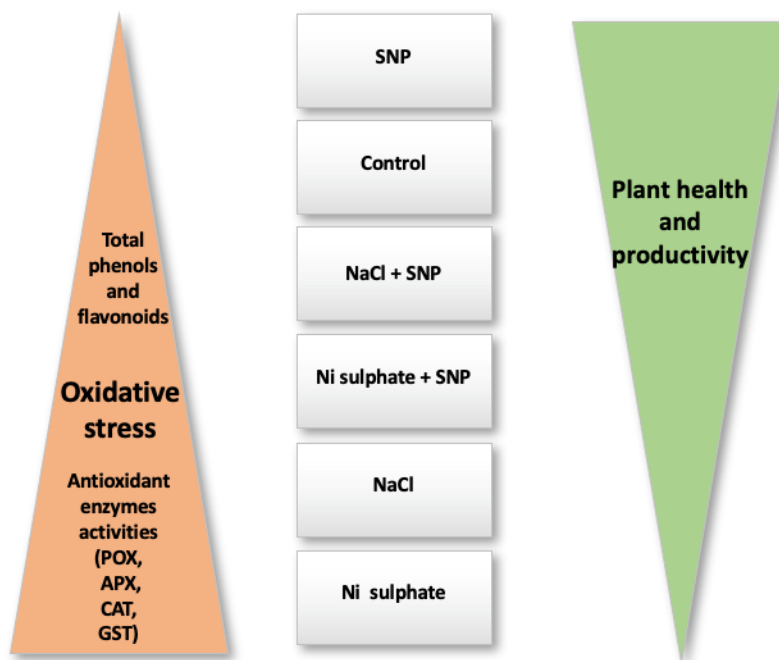 Total
phenols
and
flavonoids
Oxidative
stress
Antioxidant
enzymes
activities
(POX,
APX,
CAT,
GST)
SNP
Control
NaCl + SNP
Ni sulphate + SNP
NaCl
Ni sulphate
Plant health
and
productivity